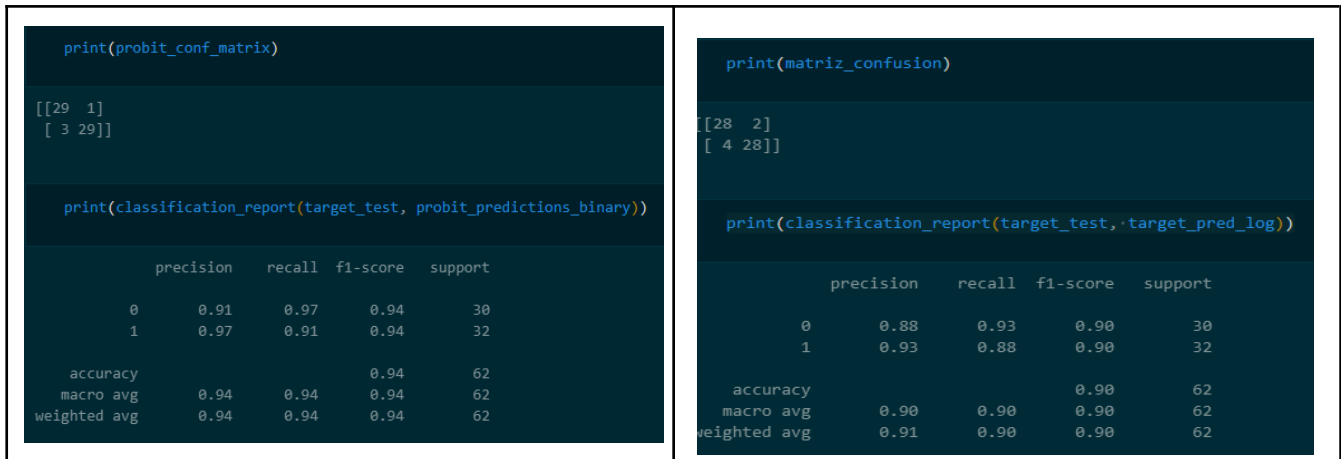 print(probit_conf_matrix)
[[29  1]
 [ 3 29]]
print(classification_report(target_test, probit_predictions_binary))
precision    recall  f1-score   support
0       0.91      0.97      0.94        30
1       0.97      0.91      0.94        32
accuracy                           0.94        62
macro avg       0.94      0.94      0.94        62
weighted avg       0.94      0.94      0.94        62
print(matriz_confusion)
[[28  2]
 [ 4 28]]
print(classification_report(target_test, target_pred_log))
precision    recall  f1-score   support
0       0.88      0.93      0.90        30
1       0.93      0.88      0.90        32
accuracy                           0.90        62
macro avg       0.90      0.90      0.90        62
weighted avg       0.91      0.90      0.90        62